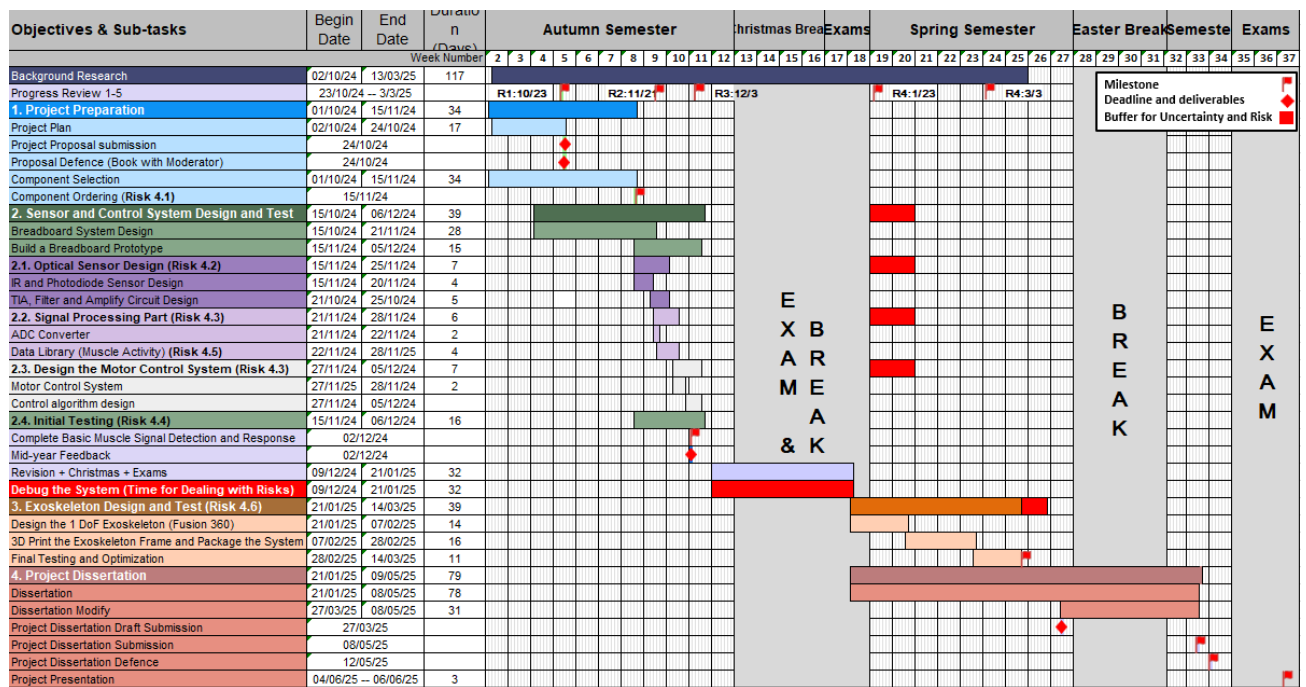 Objectives & Sub-tasks Begin Date End Date Duration (Days) Autumn Semester Christmas Brea Exams Spring Semester Easter Break Semeste Exams
Week Number 2 3 4 5 6 7 8 9 10 11 12 13 14 15 16 17 18 19 20 21 22 23 24 25 26 27 28 29 30 31 32 33 34 35 36 37
Background Research 02/10/24 13/03/25 117
Progress Review 1-5 23/10/24 -- 3/3/25 R1:10/23 R2:11/21 R3:12/3 R4:1/23 R4:3/3
Milestone
Deadline and deliverables
Buffer for Uncertainty and Risk
1. Project Preparation 01/10/24 15/11/24 34
Project Plan 02/10/24 24/10/24 17
Project Proposal submission 24/10/24
Proposal Defence (Book with Moderator) 24/10/24
Component Selection 01/10/24 15/11/24 34
Component Ordering (Risk 4.1) 15/11/24
2. Sensor and Control System Design and Test 15/10/24 06/12/24 39
Breadboard System Design 15/10/24 21/11/24 28
Build a Breadboard Prototype 15/11/24 05/12/24 15
2.1. Optical Sensor Design (Risk 4.2) 15/11/24 25/11/24 7
IR and Photodiode Sensor Design 15/11/24 20/11/24 4
TIA, Filter and Amplify Circuit Design 21/10/24 25/10/24 5
2.2. Signal Processing Part (Risk 4.3) 21/11/24 28/11/24 6
ADC Converter 21/11/24 22/11/24 2
Data Library (Muscle Activity) (Risk 4.5) 22/11/24 28/11/25 4
2.3. Design the Motor Control System (Risk 4.3) 27/11/24 05/12/24 7
Motor Control System 27/11/25 28/11/24 2
Control algorithm design 27/11/24 05/12/24
2.4. Initial Testing (Risk 4.4) 15/11/24 06/12/24 16
Complete Basic Muscle Signal Detection and Response 02/12/24
Mid-year Feedback 02/12/24
Revision + Christmas + Exams 09/12/24 21/01/25 32
Debug the System (Time for Dealing with Risks) 09/12/24 21/01/25 32
3. Exoskeleton Design and Test (Risk 4.6) 21/01/25 14/03/25 39
Design the 1 DoF Exoskeleton (Fusion 360) 21/01/25 07/02/25 14
3D Print the Exoskeleton Frame and Package the System 07/02/25 28/02/25 16
Final Testing and Optimization 28/02/25 14/03/25 11
4. Project Dissertation 21/01/25 09/05/25 79
Dissertation 21/01/25 08/05/25 78
Dissertation Modify 27/03/25 08/05/25 31
Project Dissertation Draft Submission 27/03/25
Project Dissertation Submission 08/05/25
Project Dissertation Defence 12/05/25
Project Presentation 04/06/25 -- 06/06/25 3
EXAM &
BREAK
BREAK
EXAM